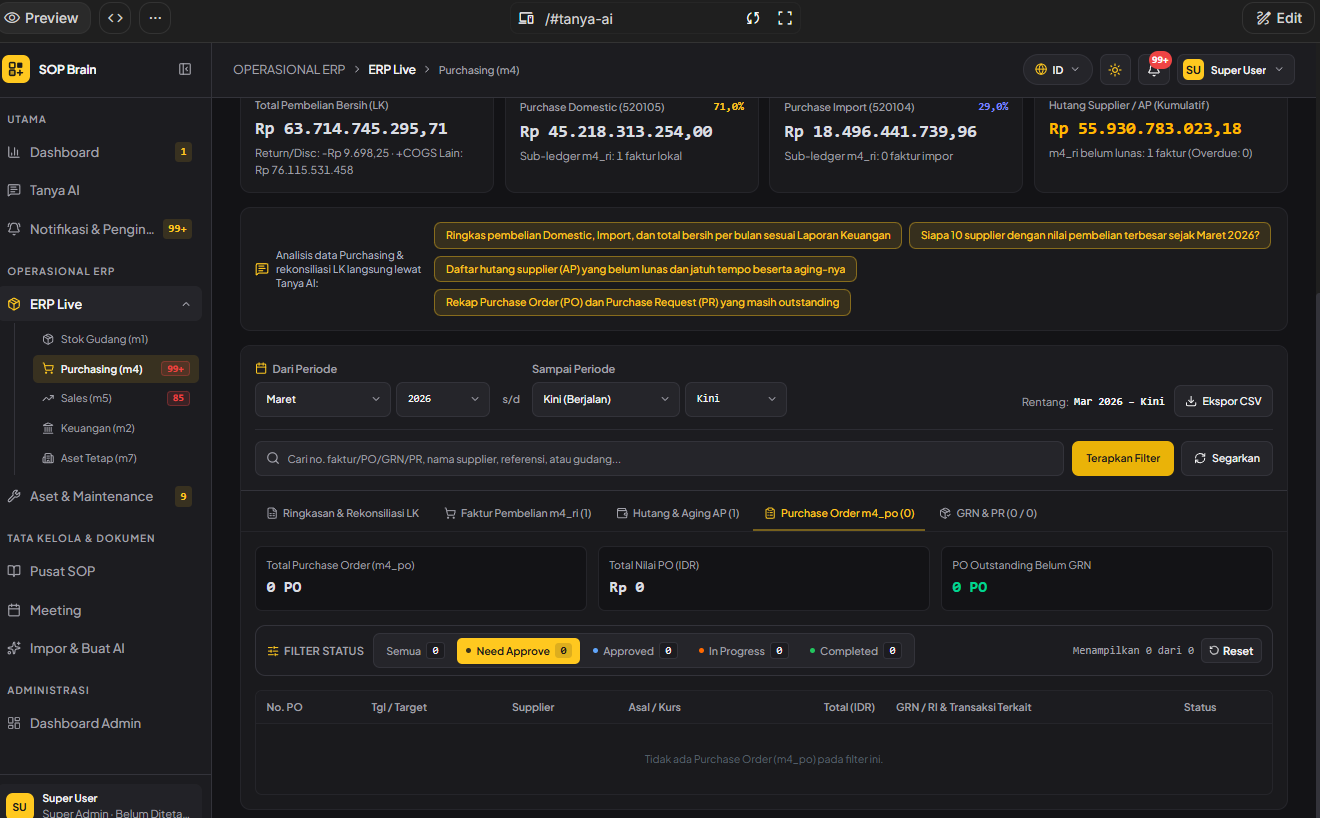 Preview
/#tanya-ai
Edit
SOP Brain
OPERASIONAL ERP > ERP Live > Purchasing (m4)
ID
99+
SU Super User
UTAMA
Dashboard 1
Tanya AI
Notifikasi & Pengin... 99+
OPERASIONAL ERP
ERP Live
Stok Gudang (m1)
Purchasing (m4) 99+
Sales (m5) 85
Keuangan (m2)
Aset Tetap (m7)
Aset & Maintenance 9
TATA KELOLA & DOKUMEN
Pusat SOP
Meeting
Impor & Buat AI
ADMINISTRASI
Dashboard Admin
SU
Super User
Super Admin · Belum Diteta...
Total Pembelian Bersih (LK)
Rp 63.714.745.295,71
Return/Disc: -Rp 9.698,25 · +COGS Lain:
Rp 76.115.531.458
Purchase Domestic (520105) 71,0%
Rp 45.218.313.254,00
Sub-ledger m4_ri: 1 faktur lokal
Purchase Import (520104) 29,0%
Rp 18.496.441.739,96
Sub-ledger m4_ri: 0 faktur impor
Hutang Supplier / AP (Kumulatif)
Rp 55.930.783.023,18
m4_ri belum lunas: 1 faktur (Overdue: 0)
Analisis data Purchasing &
rekonsiliasi LK langsung lewat
Tanya AI:
Ringkas pembelian Domestic, Import, dan total bersih per bulan sesuai Laporan Keuangan
Siapa 10 supplier dengan nilai pembelian terbesar sejak Maret 2026?
Daftar hutang supplier (AP) yang belum lunas dan jatuh tempo beserta aging-nya
Rekap Purchase Order (PO) dan Purchase Request (PR) yang masih outstanding
Dari Periode
Sampai Periode
Maret
2026
s/d
Kini (Berjalan)
Kini
Rentang: Mar 2026 – Kini
Ekspor CSV
Cari no. faktur/PO/GRN/PR, nama supplier, referensi, atau gudang...
Terapkan Filter
Segarkan
Ringkasan & Rekonsiliasi LK
Faktur Pembelian m4_ri (1)
Hutang & Aging AP (1)
Purchase Order m4_po (0)
GRN & PR (0 / 0)
Total Purchase Order (m4_po)
0 PO
Total Nilai PO (IDR)
Rp 0
PO Outstanding Belum GRN
0 PO
FILTER STATUS
Semua 0
Need Approve 0
Approved 0
In Progress 0
Completed 0
Menampilkan 0 dari 0
Reset
No. PO
Tgl / Target
Supplier
Asal / Kurs
Total (IDR)
GRN / RI & Transaksi Terkait
Status
Tidak ada Purchase Order (m4_po) pada filter ini.